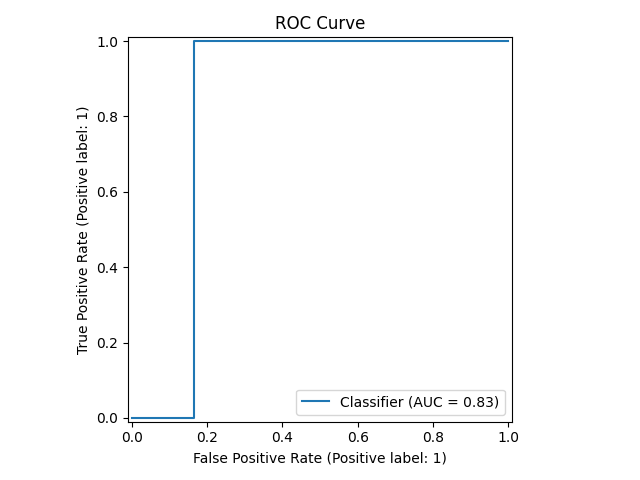 ROC Curve
True Positive Rate (Positive label: 1)
1.0
0.8
0.6
0.4
0.2
0.0
Classifier (AUC = 0.83)
0.0 0.2 0.4 0.6 0.8 1.0
False Positive Rate (Positive label: 1)